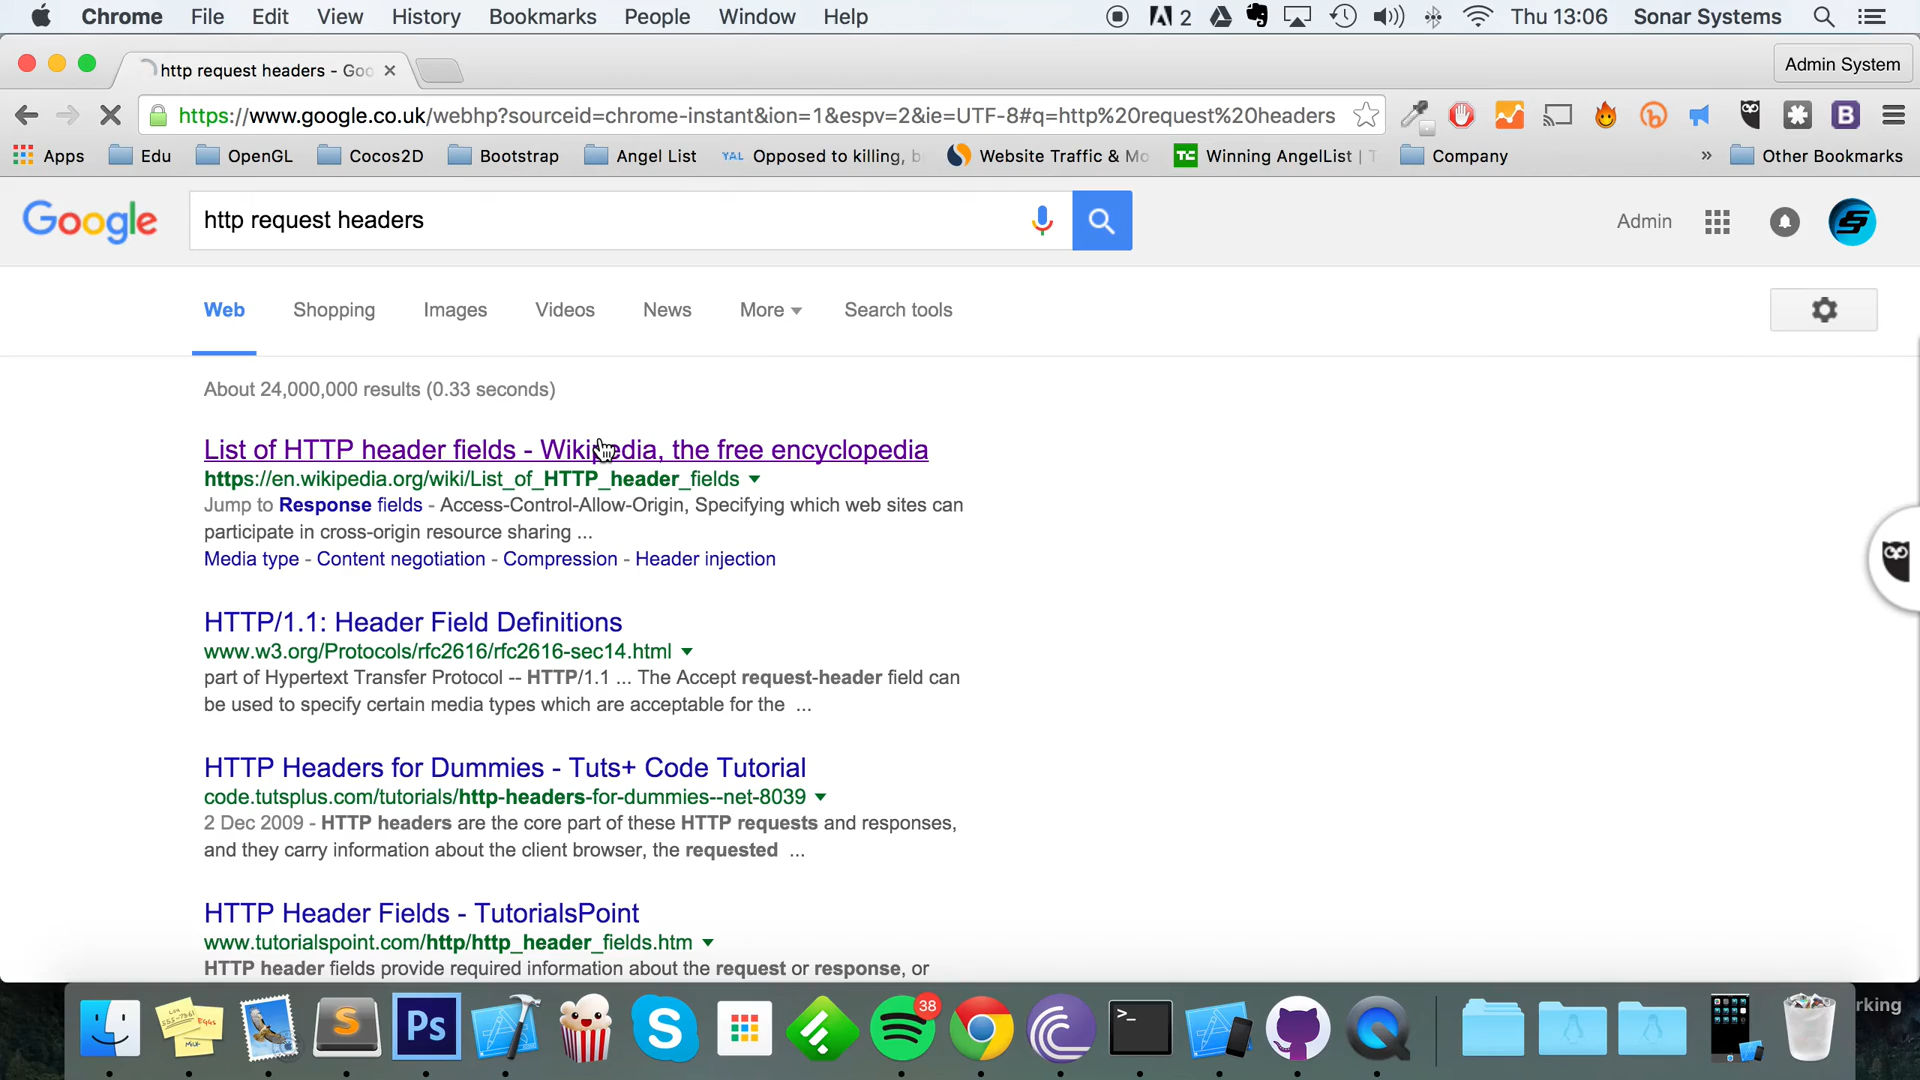 Chrome File Edit View History Bookmarks People Window Help 2 Thu 13:06 Sonar Systems
http request headers - Goo Admin System
https://www.google.co.uk/webhp?sourceid=chrome-instant&ion=1&espv=2&ie=UTF-8#q=http%20request%20headers
Apps Edu OpenGL Cocos2D Bootstrap Angel List YAL Opposed to killing, b Website Traffic & Mo TC Winning AngelList | T Company » Other Bookmarks
Google http request headers Admin
Web Shopping Images Videos News More Search tools
About 24,000,000 results (0.33 seconds)
List of HTTP header fields - Wikipedia, the free encyclopedia
https://en.wikipedia.org/wiki/List_of_HTTP_header_fields
Jump to Response fields - Access-Control-Allow-Origin, Specifying which web sites can
participate in cross-origin resource sharing ...
Media type - Content negotiation - Compression - Header injection
HTTP/1.1: Header Field Definitions
www.w3.org/Protocols/rfc2616/rfc2616-sec14.html
part of Hypertext Transfer Protocol -- HTTP/1.1 ... The Accept request-header field can
be used to specify certain media types which are acceptable for the ...
HTTP Headers for Dummies - Tuts+ Code Tutorial
code.tutsplus.com/tutorials/http-headers-for-dummies--net-8039
2 Dec 2009 - HTTP headers are the core part of these HTTP requests and responses,
and they carry information about the client browser, the requested ...
HTTP Header Fields - TutorialsPoint
www.tutorialspoint.com/http/http_header_fields.htm
HTTP header fields provide required information about the request or response, or
38
rking
Ps